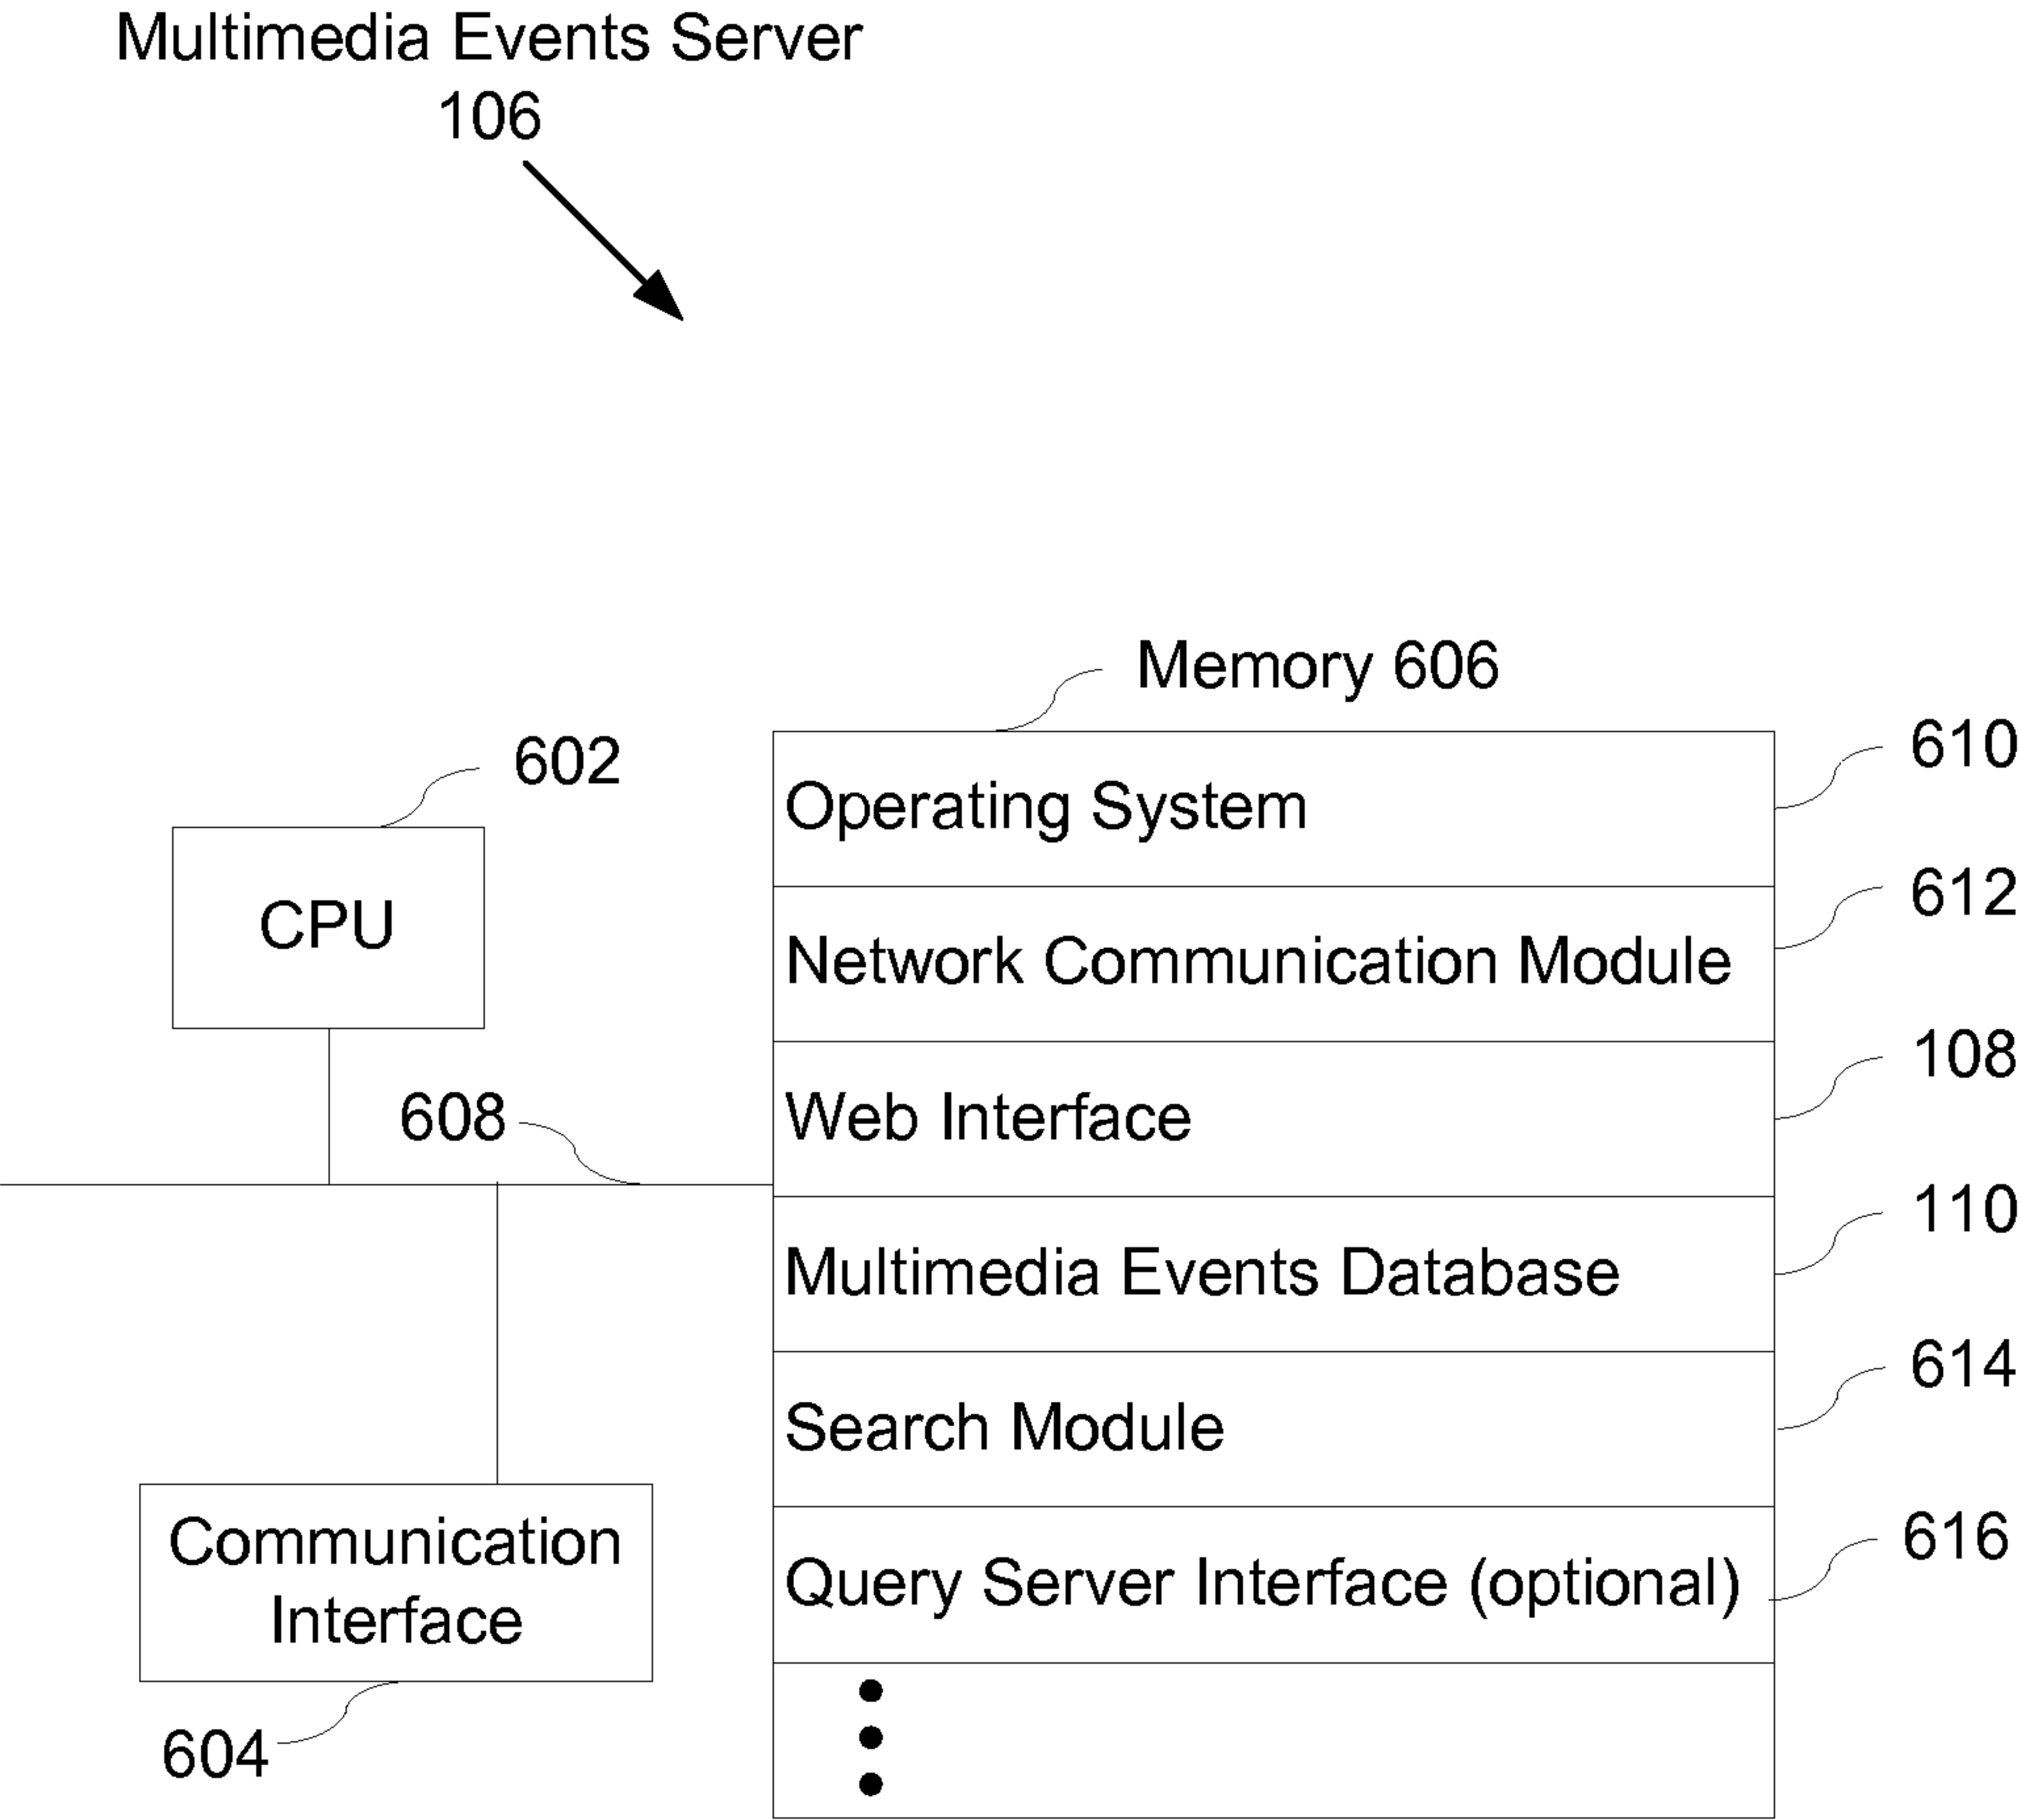 Multimedia Events Server
106
Memory 606
610
602
Operating System
612
CPU
Network Communication Module
108
608
Web Interface
110
Multimedia Events Database
614
Search Module
616
Communication
Interface
Query Server Interface (optional)
604